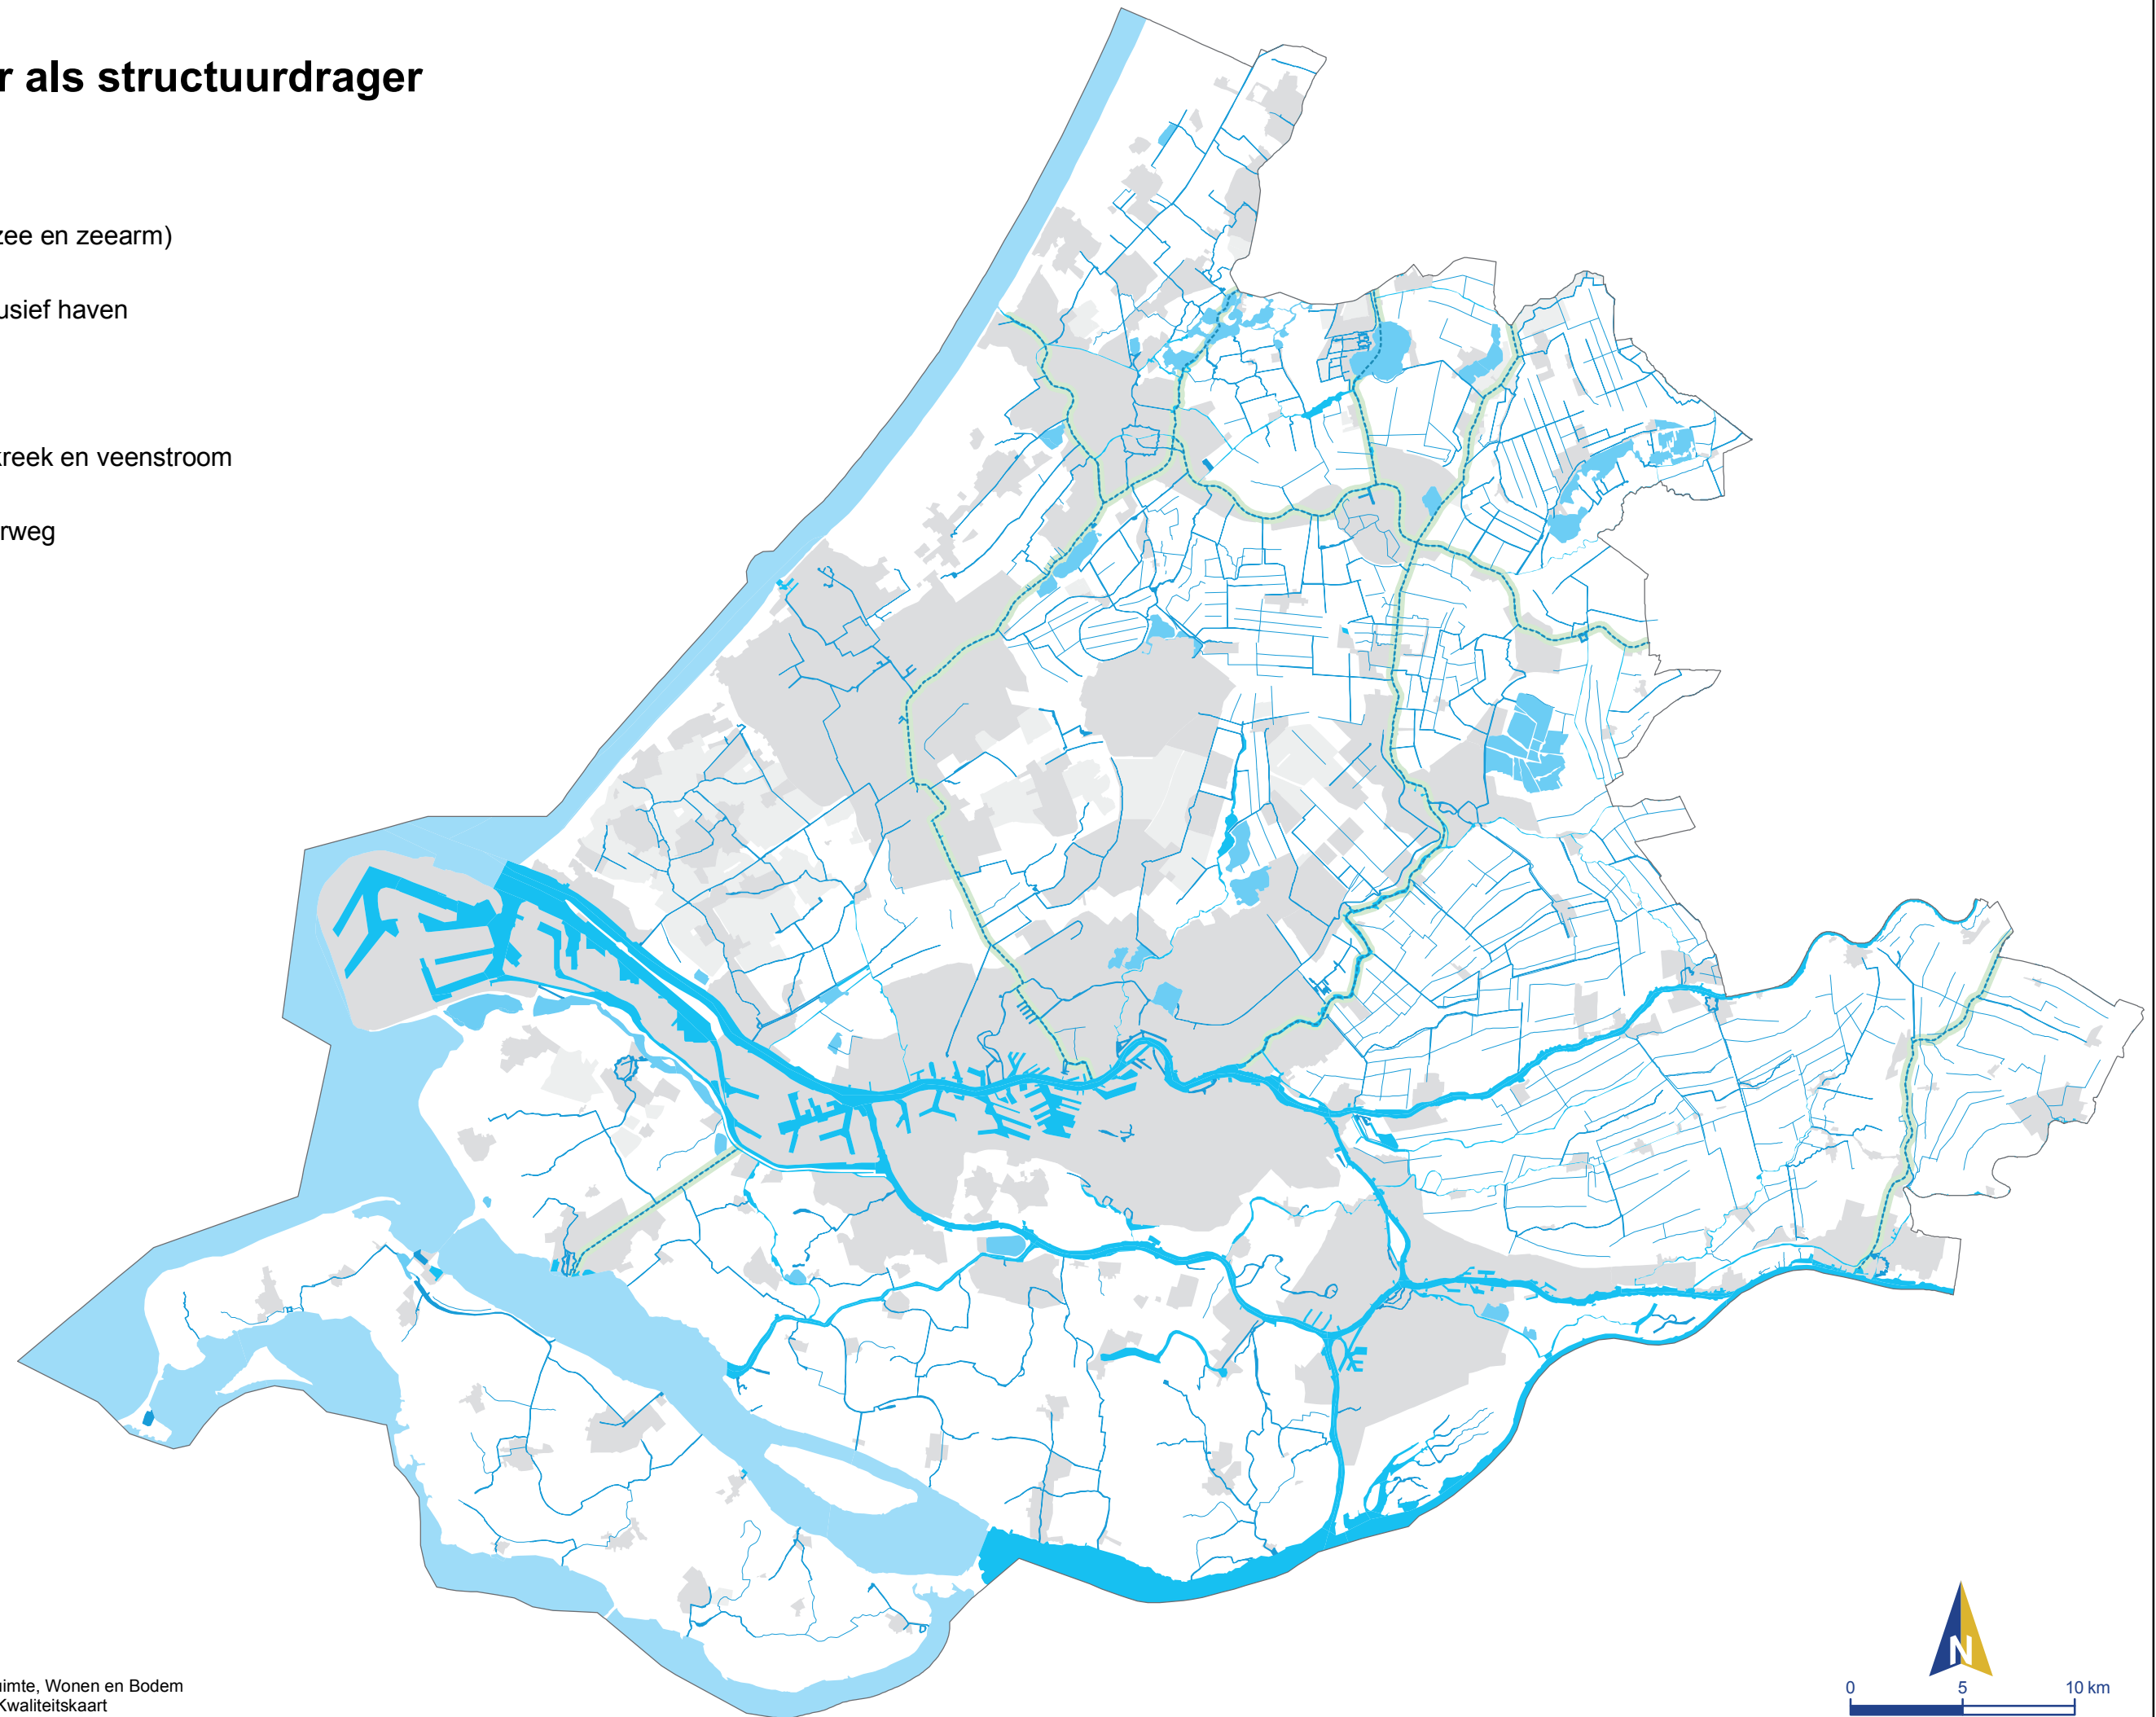 r als structuurdrager
zee en zeearm)
usief haven
kreek en veenstroom
rweg
uimte, Wonen en Bodem
Kwaliteitskaart
N
0 5 10 km